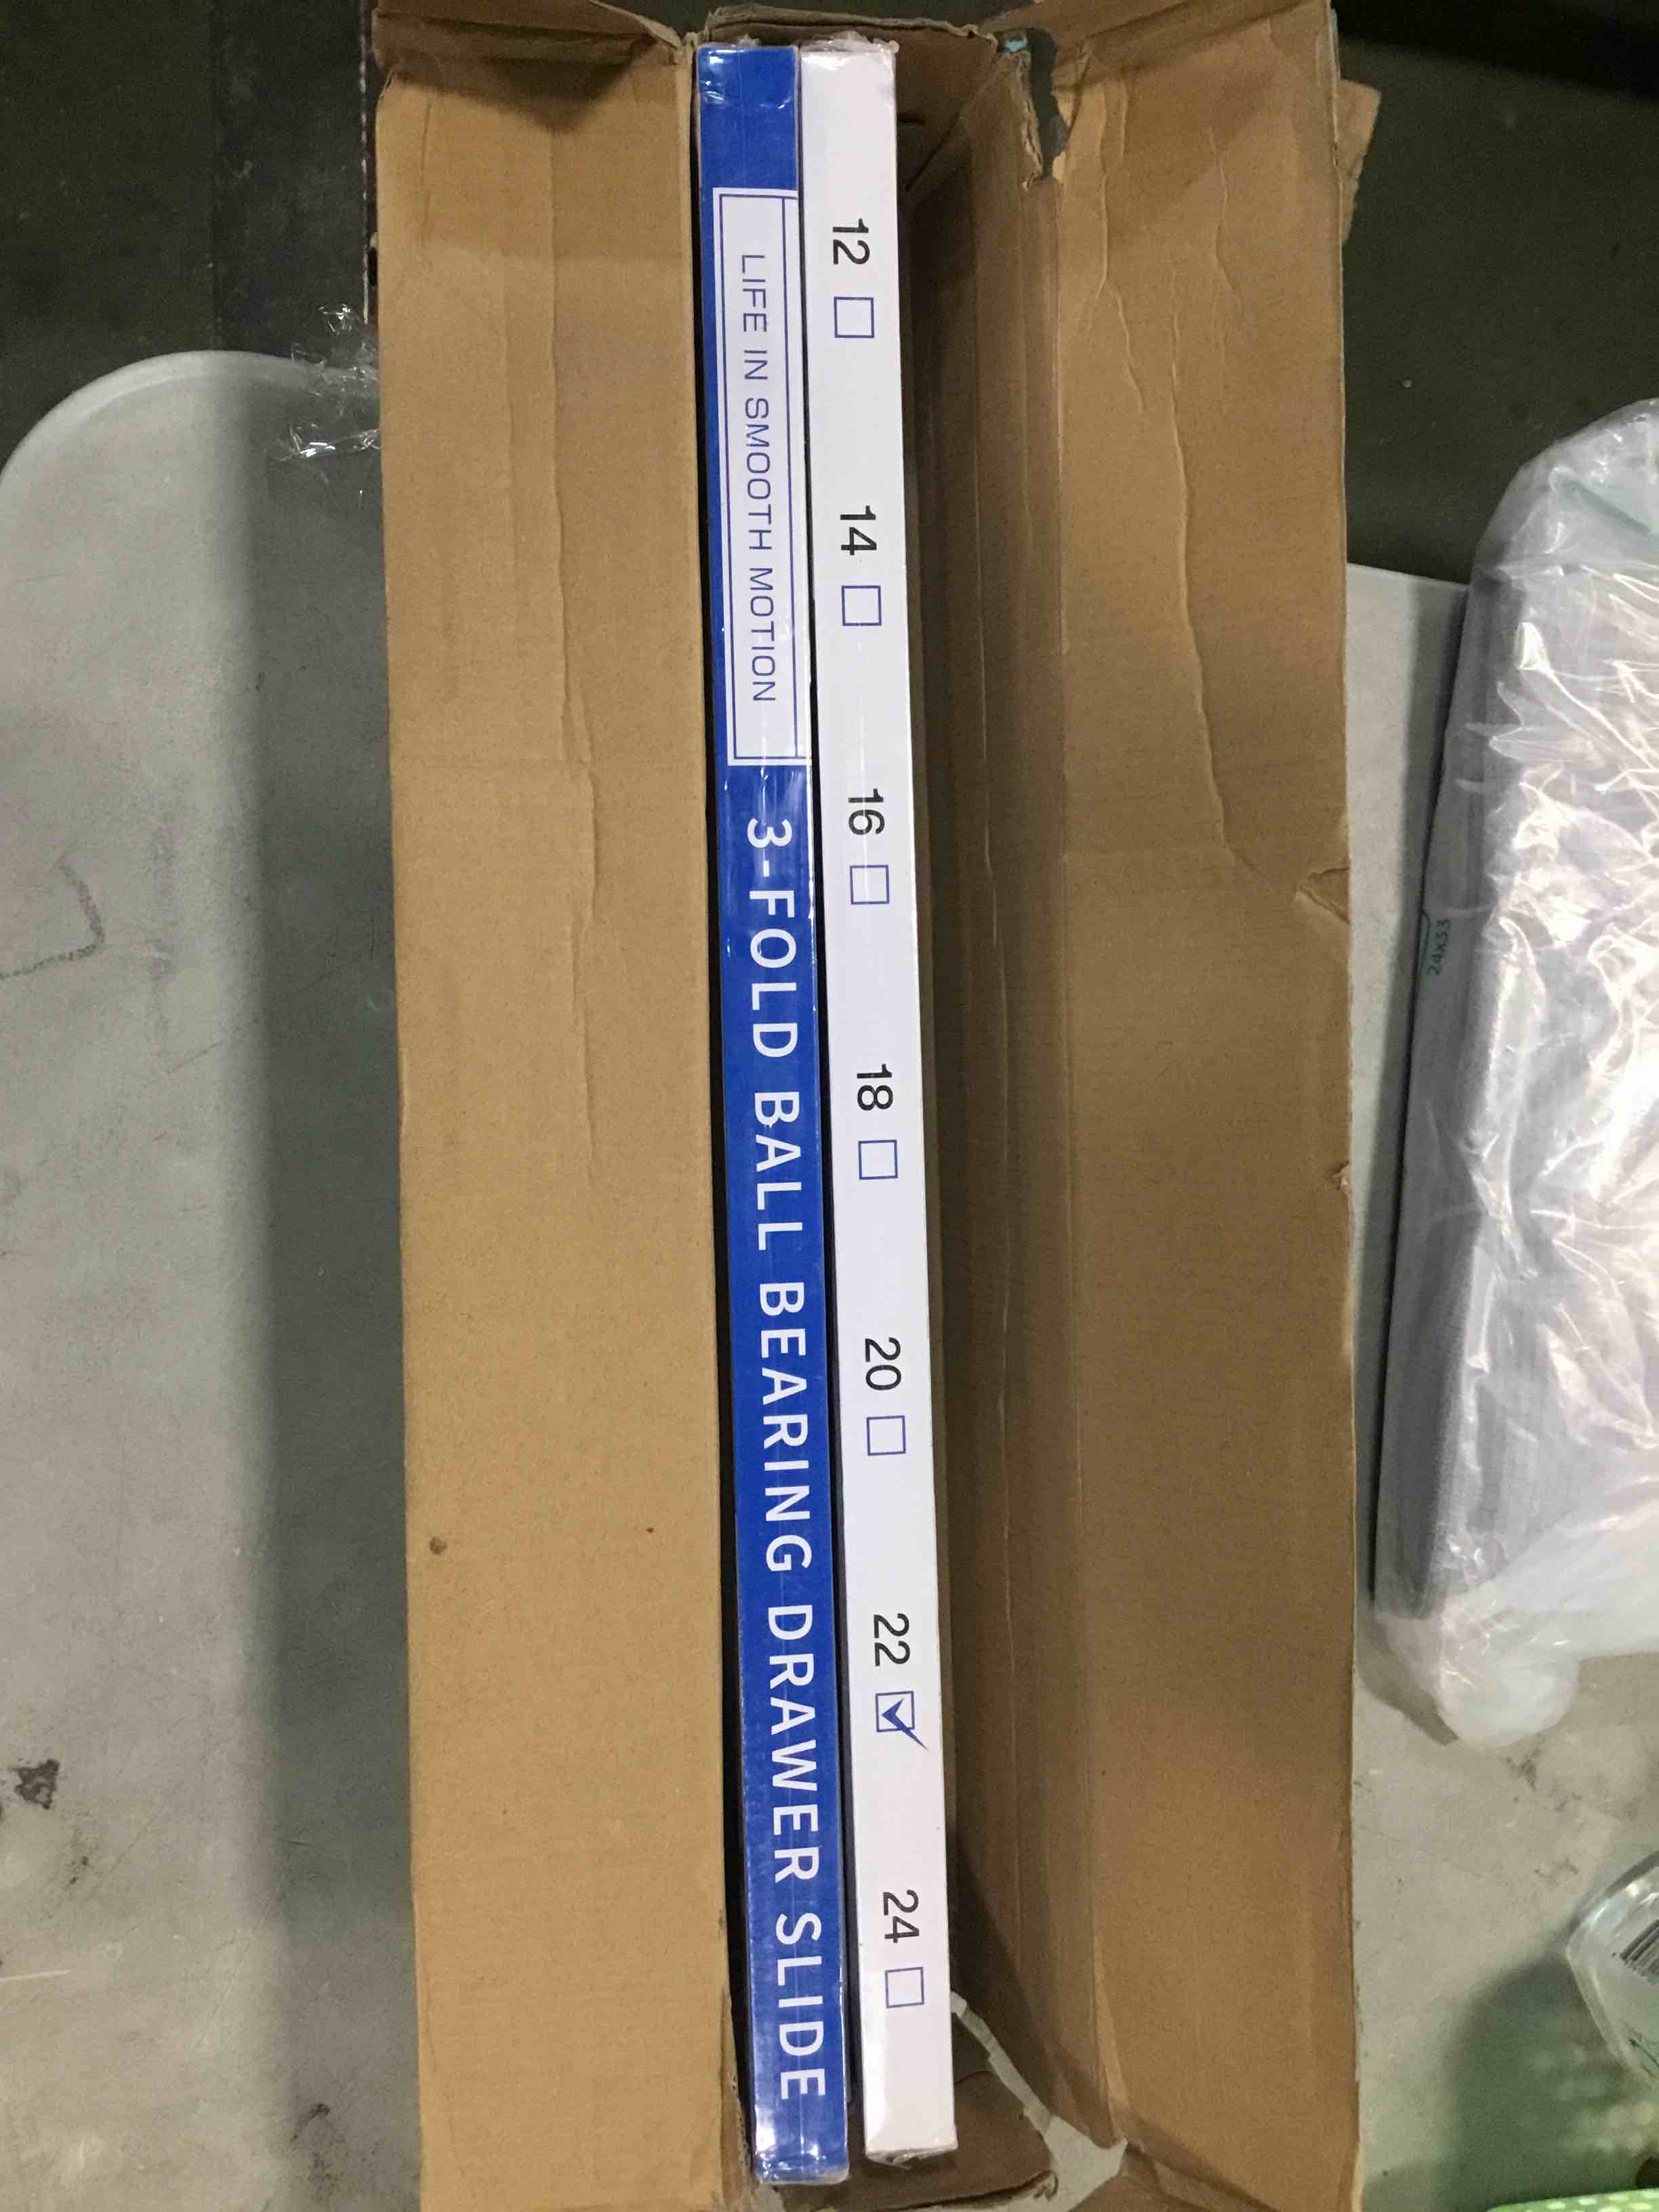 12 ☐ 14 ☐ 16 ☐ 18 ☐ 20 ☐ 22 ☑ 24 ☐
LIFE IN SMOOTH MOTION
3-FOLD BALL BEARING DRAWER SLIDE
24X33